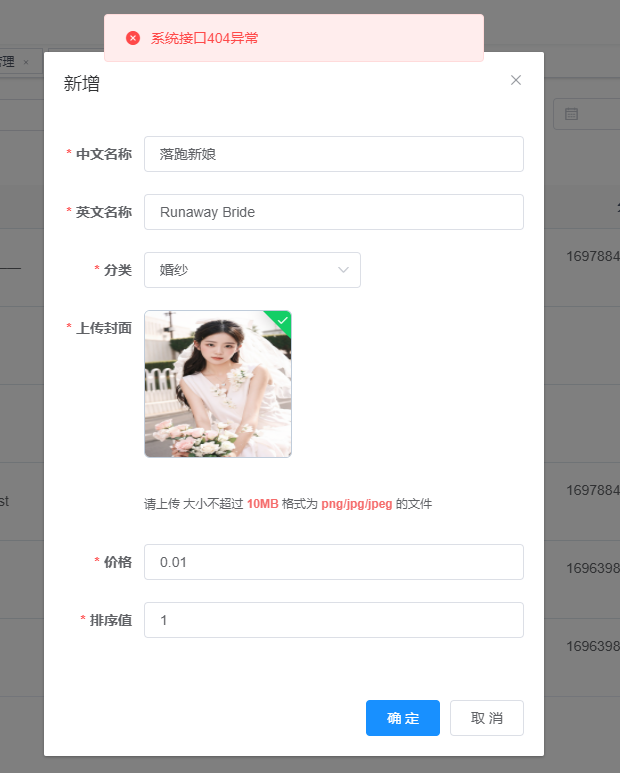 系统接口404异常
管理 ×
新增
* 中文名称 落跑新娘
* 英文名称 Runaway Bride
* 分类 婚纱
1697884
* 上传封面
请上传 大小不超过 10MB 格式为 png/jpg/jpeg 的文件
st
1697884
* 价格 0.01
1696398
* 排序值 1
1696398
确 定 取 消